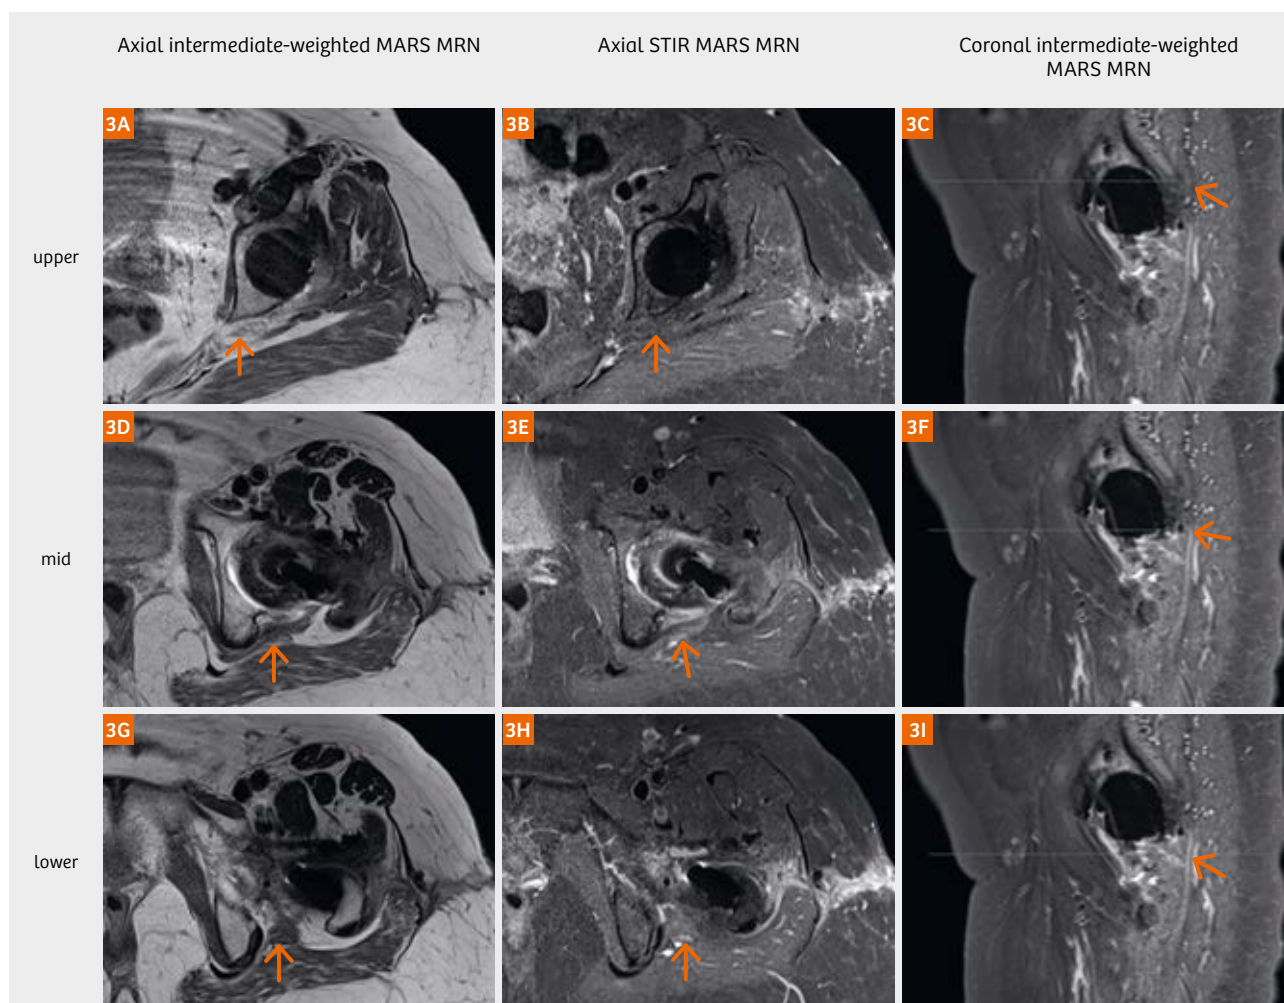 Axial intermediate-weighted MARS MRN
Axial STIR MARS MRN
Coronal intermediate-weighted
MARS MRN
upper
3A
3B
3C
mid
3D
3E
3F
lower
3G
3H
3I